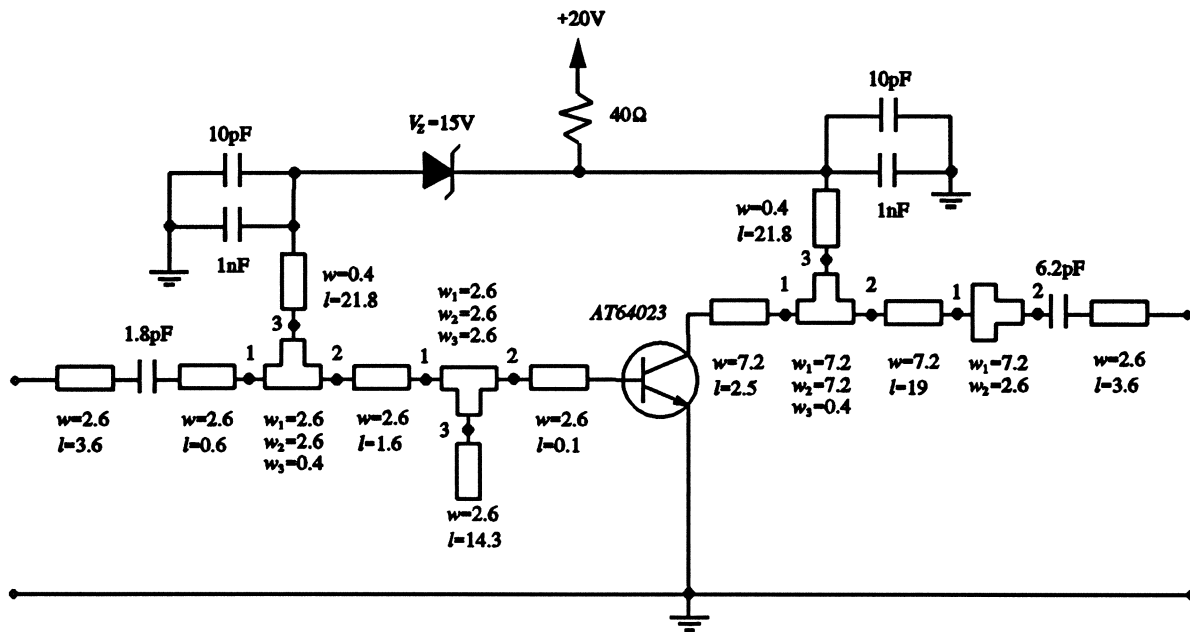 +20V
10pF
40Ω
V_Z=15V
10pF
1nF
w=0.4
l=21.8
1nF
w=0.4
l=21.8
3
6.2pF
w₁=2.6
w₂=2.6
w₃=2.6
AT64023
1
2
1
2
1.8pF
3
1
2
1
2
w=7.2
l=2.5
w₁=7.2
w₂=7.2
w₃=0.4
w=7.2
l=19
w₁=7.2
w₂=2.6
w=2.6
l=3.6
w=2.6
l=3.6
w=2.6
l=0.6
w₁=2.6
w₂=2.6
w₃=0.4
w=2.6
l=1.6
3
w=2.6
l=0.1
w=2.6
l=14.3